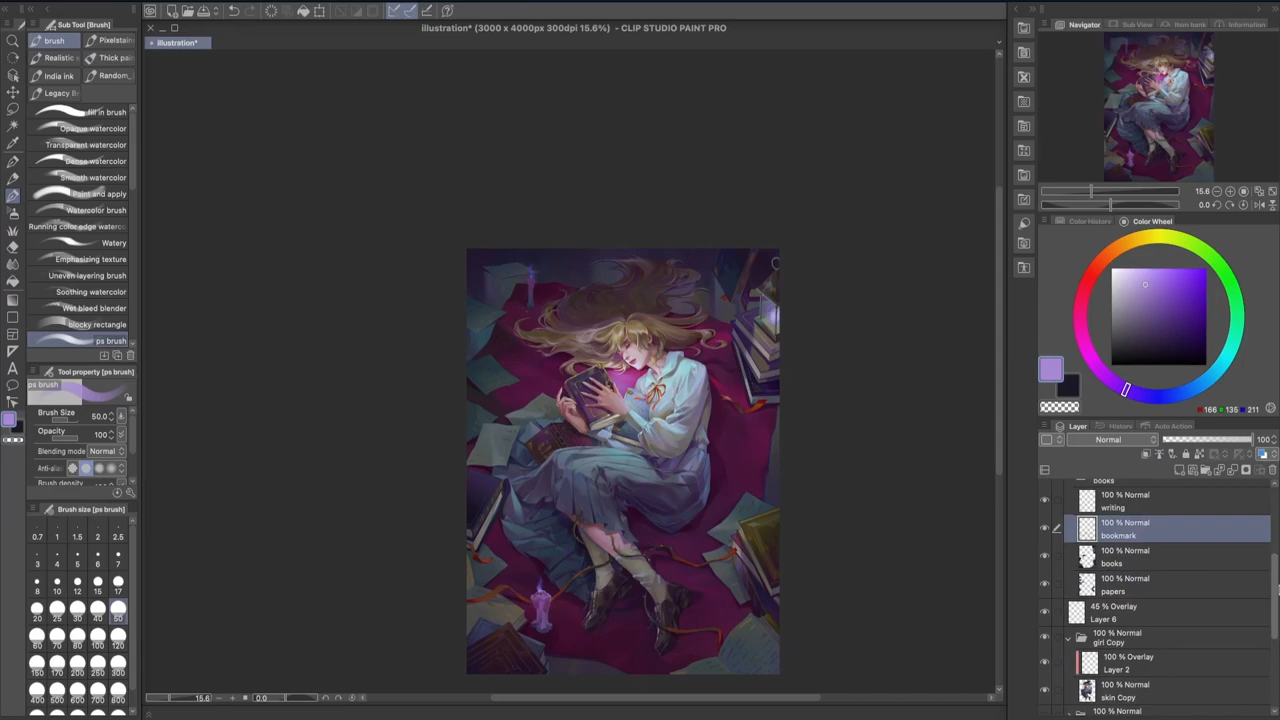 illustration* (3000 x 4000px 300dpi 15.6%) - CLIP STUDIO PAINT PRO
illustration*
Sub Tool [Brush]
brush
Pixelstain
Realistic
Thick pai
India ink
Random_
Legacy B
fill in brush
Opaque watercolor
Transparent watercolor
Dense watercolor
Smooth watercolor
Paint and apply
Watercolor brush
Running color edge waterco
Watery
Emphasizing texture
Uneven layering brush
Soothing watercolor
Wet bleed blender
blocky rectangle
ps brush
Tool property [ps brush]
ps brush
Brush Size 50.0
Opacity 100
Blending mode Normal
Anti-alia
Brush density
Brush size [ps brush]
0.7 1 1.5 2 2.5
3 4 5 6 7
8 10 12 15 17
20 25 30 40 50
60 70 80 100 120
150 170 200 250 300
400 500 600 700 800
15.6
0.0
Navigator
Sub View
Item bank
Information
15.6
0.0
Color History
Color Wheel
166 135 211
Layer
History
Auto Action
Normal
100
books
100 % Normal
writing
100 % Normal
bookmark
100 % Normal
books
100 % Normal
papers
45 % Overlay
Layer 6
100 % Normal
girl Copy
100 % Overlay
Layer 2
100 % Normal
skin Copy
100 % Normal